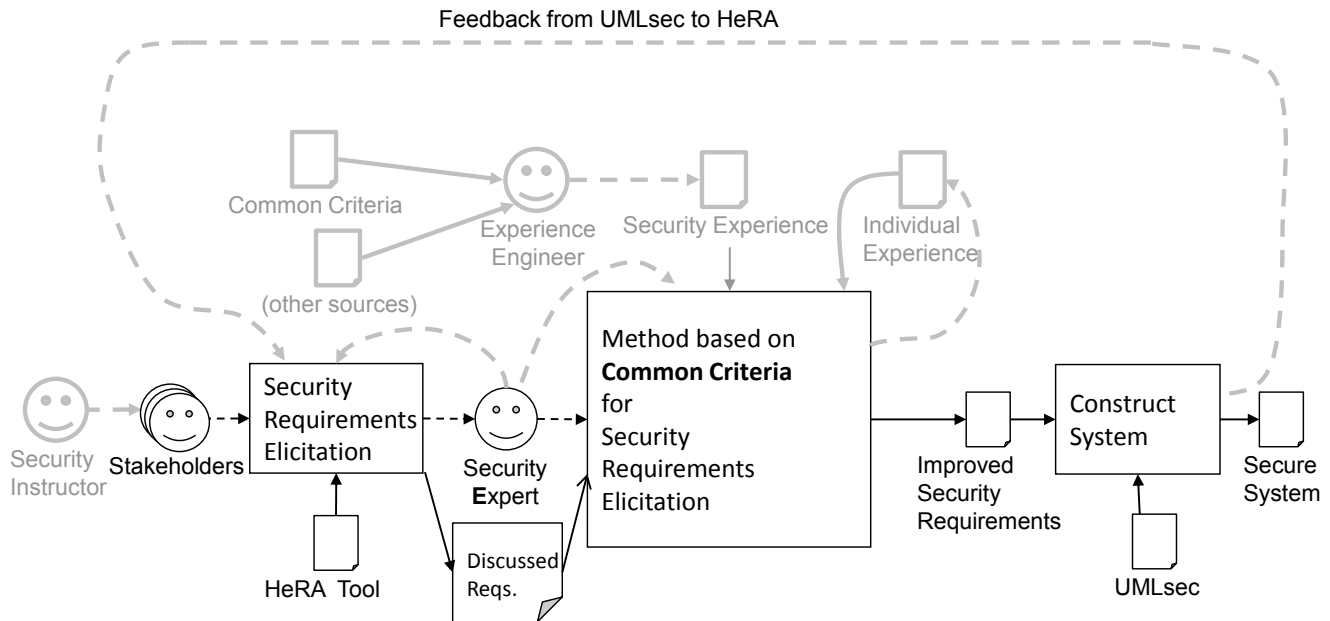 Feedback from UMLsec to HeRA
Common Criteria
(other sources)
Experience
Engineer
Security Experience
Individual
Experience
Security
Instructor
Stakeholders
Security
Requirements
Elicitation
HeRA Tool
Security
Expert
Discussed
Reqs.
Method based on
Common Criteria
for
Security
Requirements
Elicitation
Improved
Security
Requirements
Construct
System
UMLsec
Secure
System